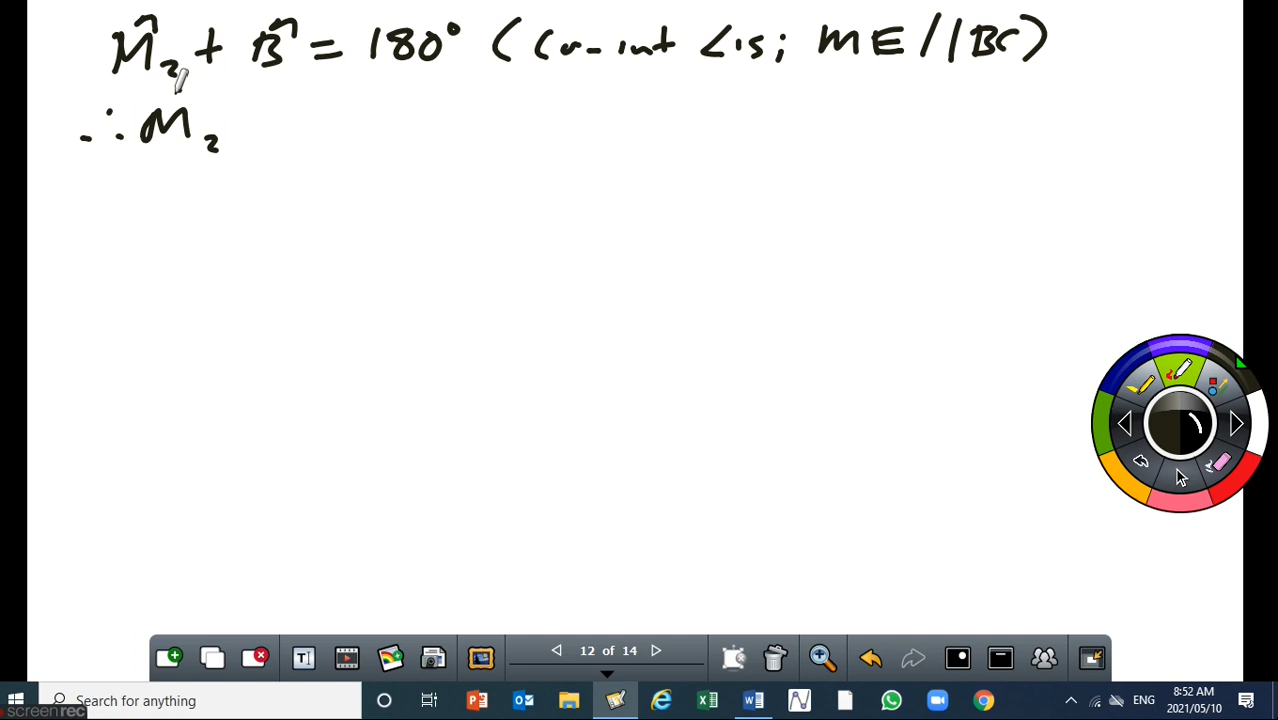 M̂₂ + B̂ = 180° (Co-int ∠'s; ME//BC)
∴ M₂
12 of 14
Search for anything
ENG
8:52 AM
2021/05/10
screenrec